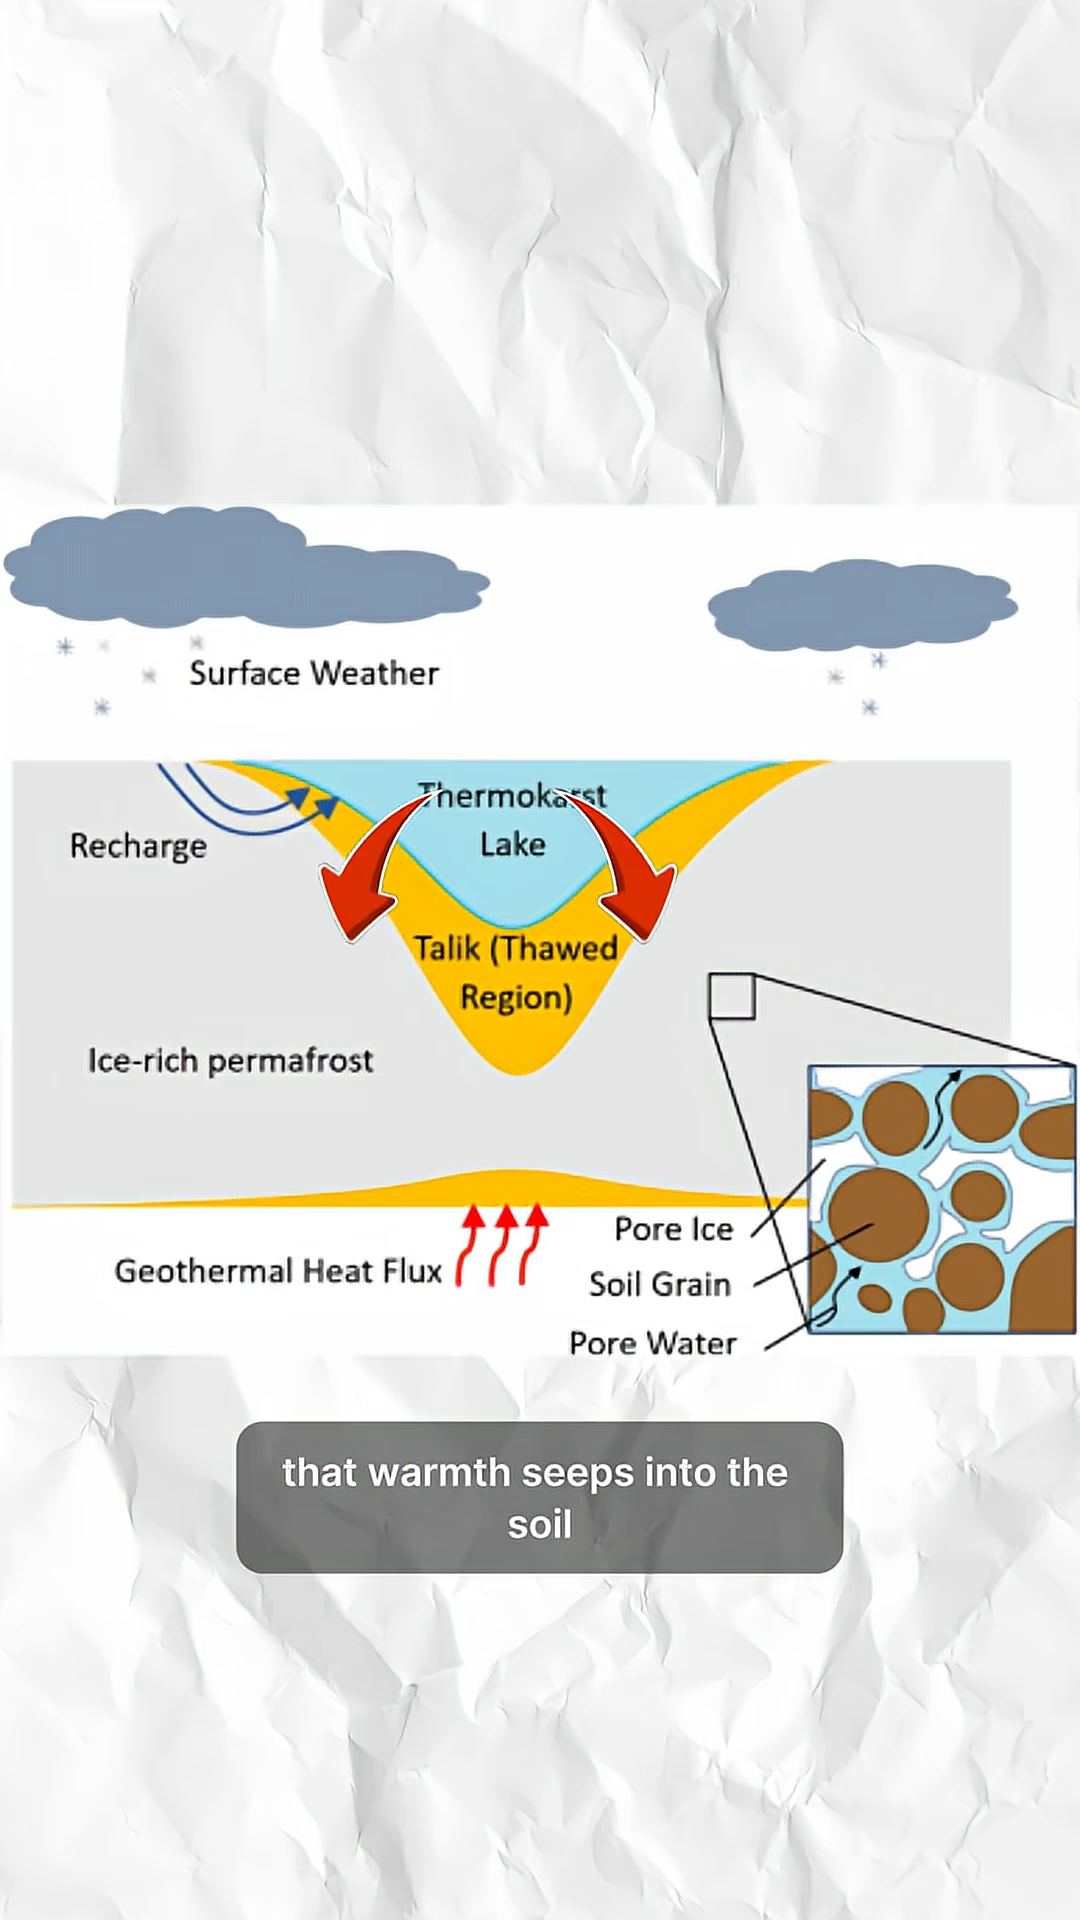 Surface Weather
Thermokarst
Lake
Recharge
Talik (Thawed
Region)
Ice-rich permafrost
Pore Ice
Geothermal Heat Flux
Soil Grain
Pore Water
that warmth seeps into the
soil